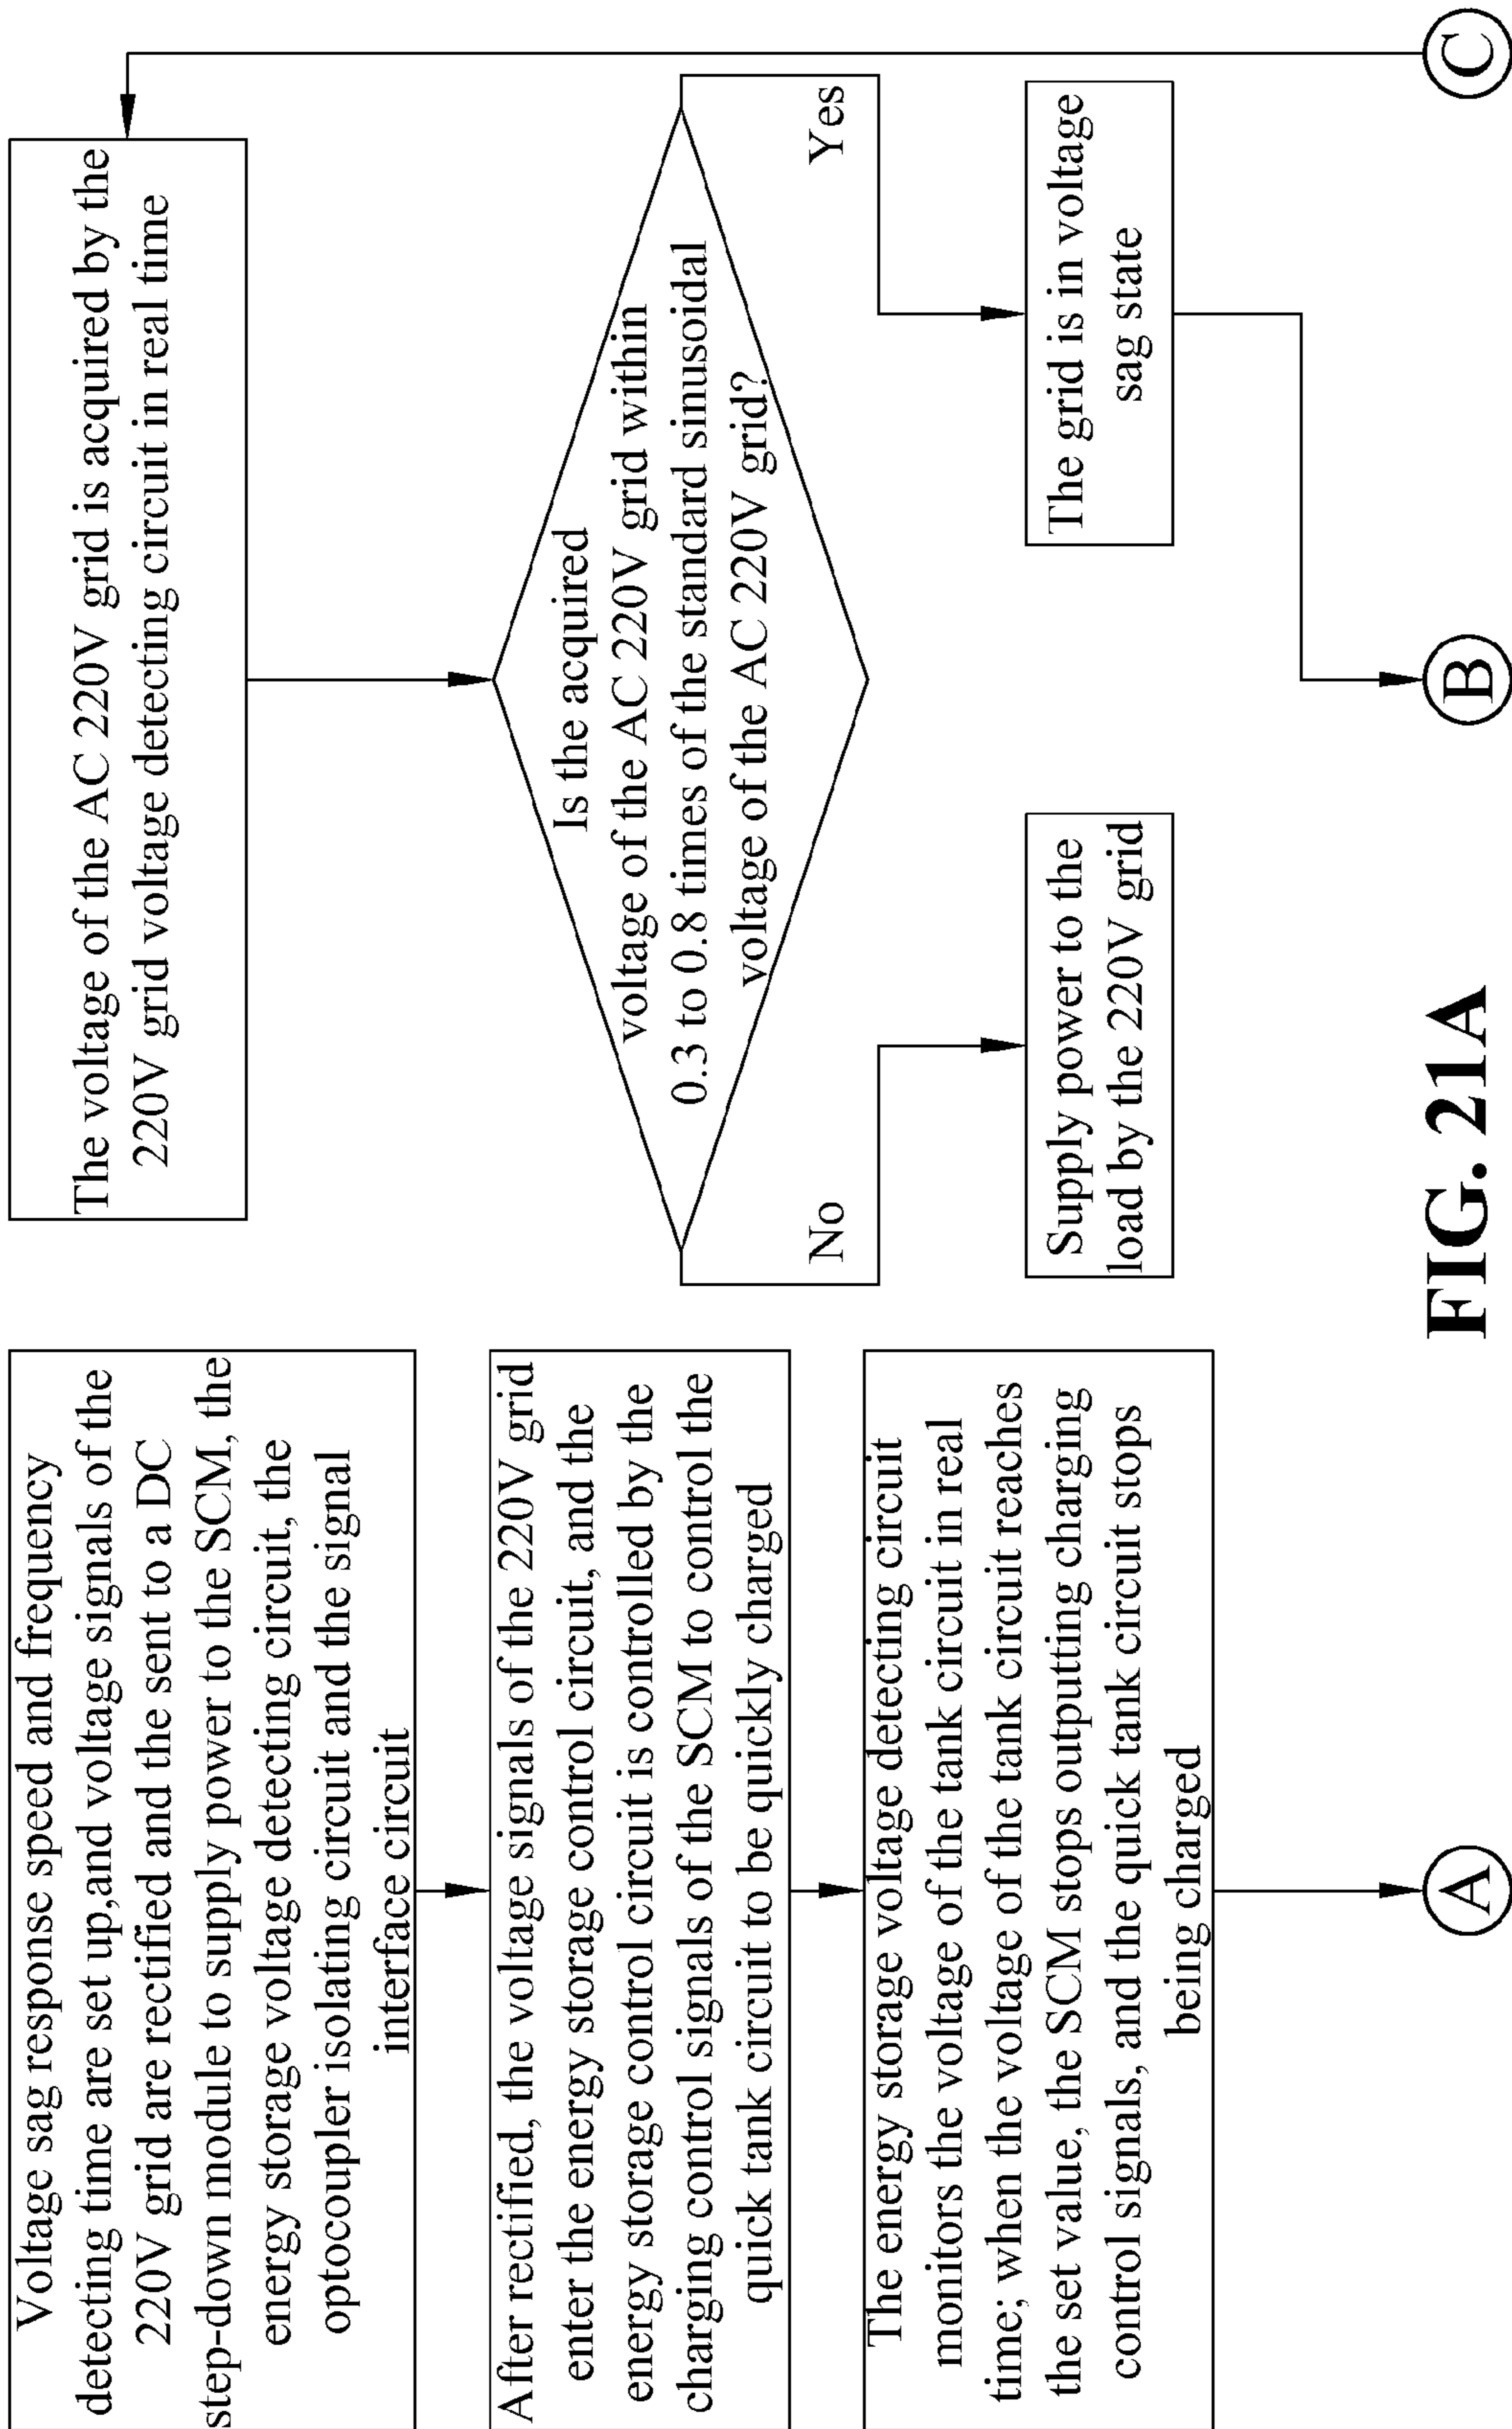 Voltage sag response speed and frequency
detecting time are set up,and voltage signals of the
220V grid are rectified and the sent to a DC
step-down module to supply power to the SCM, the
energy storage voltage detecting circuit, the
optocoupler isolating circuit and the signal
interface circuit
After rectified, the voltage signals of the 220V grid
enter the energy storage control circuit, and the
energy storage control circuit is controlled by the
charging control signals of the SCM to control the
quick tank circuit to be quickly charged
The energy storage voltage detecting circuit
monitors the voltage of the tank circuit in real
time; when the voltage of the tank circuit reaches
the set value, the SCM stops outputting charging
control signals, and the quick tank circuit stops
being charged
A
The voltage of the AC 220V grid is acquired by the
220V grid voltage detecting circuit in real time
Is the acquired
voltage of the AC 220V grid within
0.3 to 0.8 times of the standard sinusoidal
voltage of the AC 220V grid?
No
Yes
Supply power to the
load by the 220V grid
The grid is in voltage
sag state
B
C
FIG. 21A